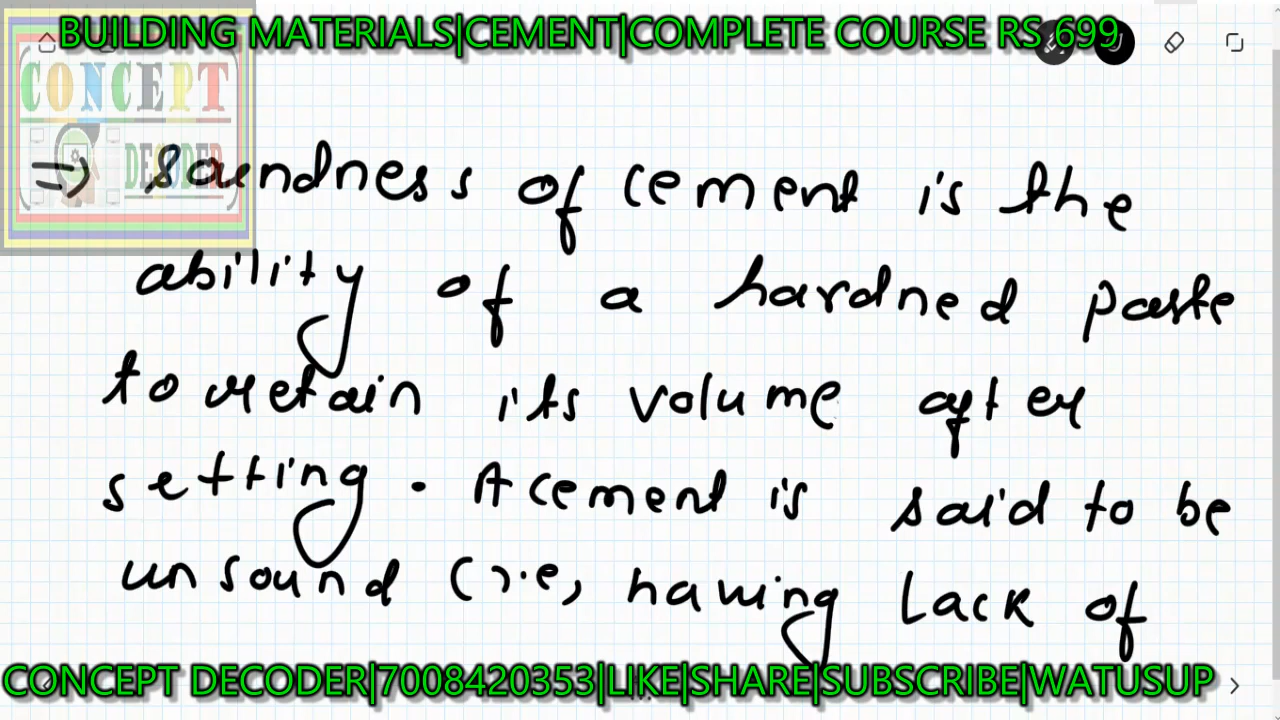 BUILDING MATERIALS|CEMENT|COMPLETE COURSE RS 699
CONCEPT
DECODER
⇒ Soundness of cement is the
ability of a hardned paste
to retain its volume after
setting. A cement is said to be
unsound (i.e, having lack of
CONCEPT DECODER|7008420353|LIKE|SHARE|SUBSCRIBE|WATUSUP